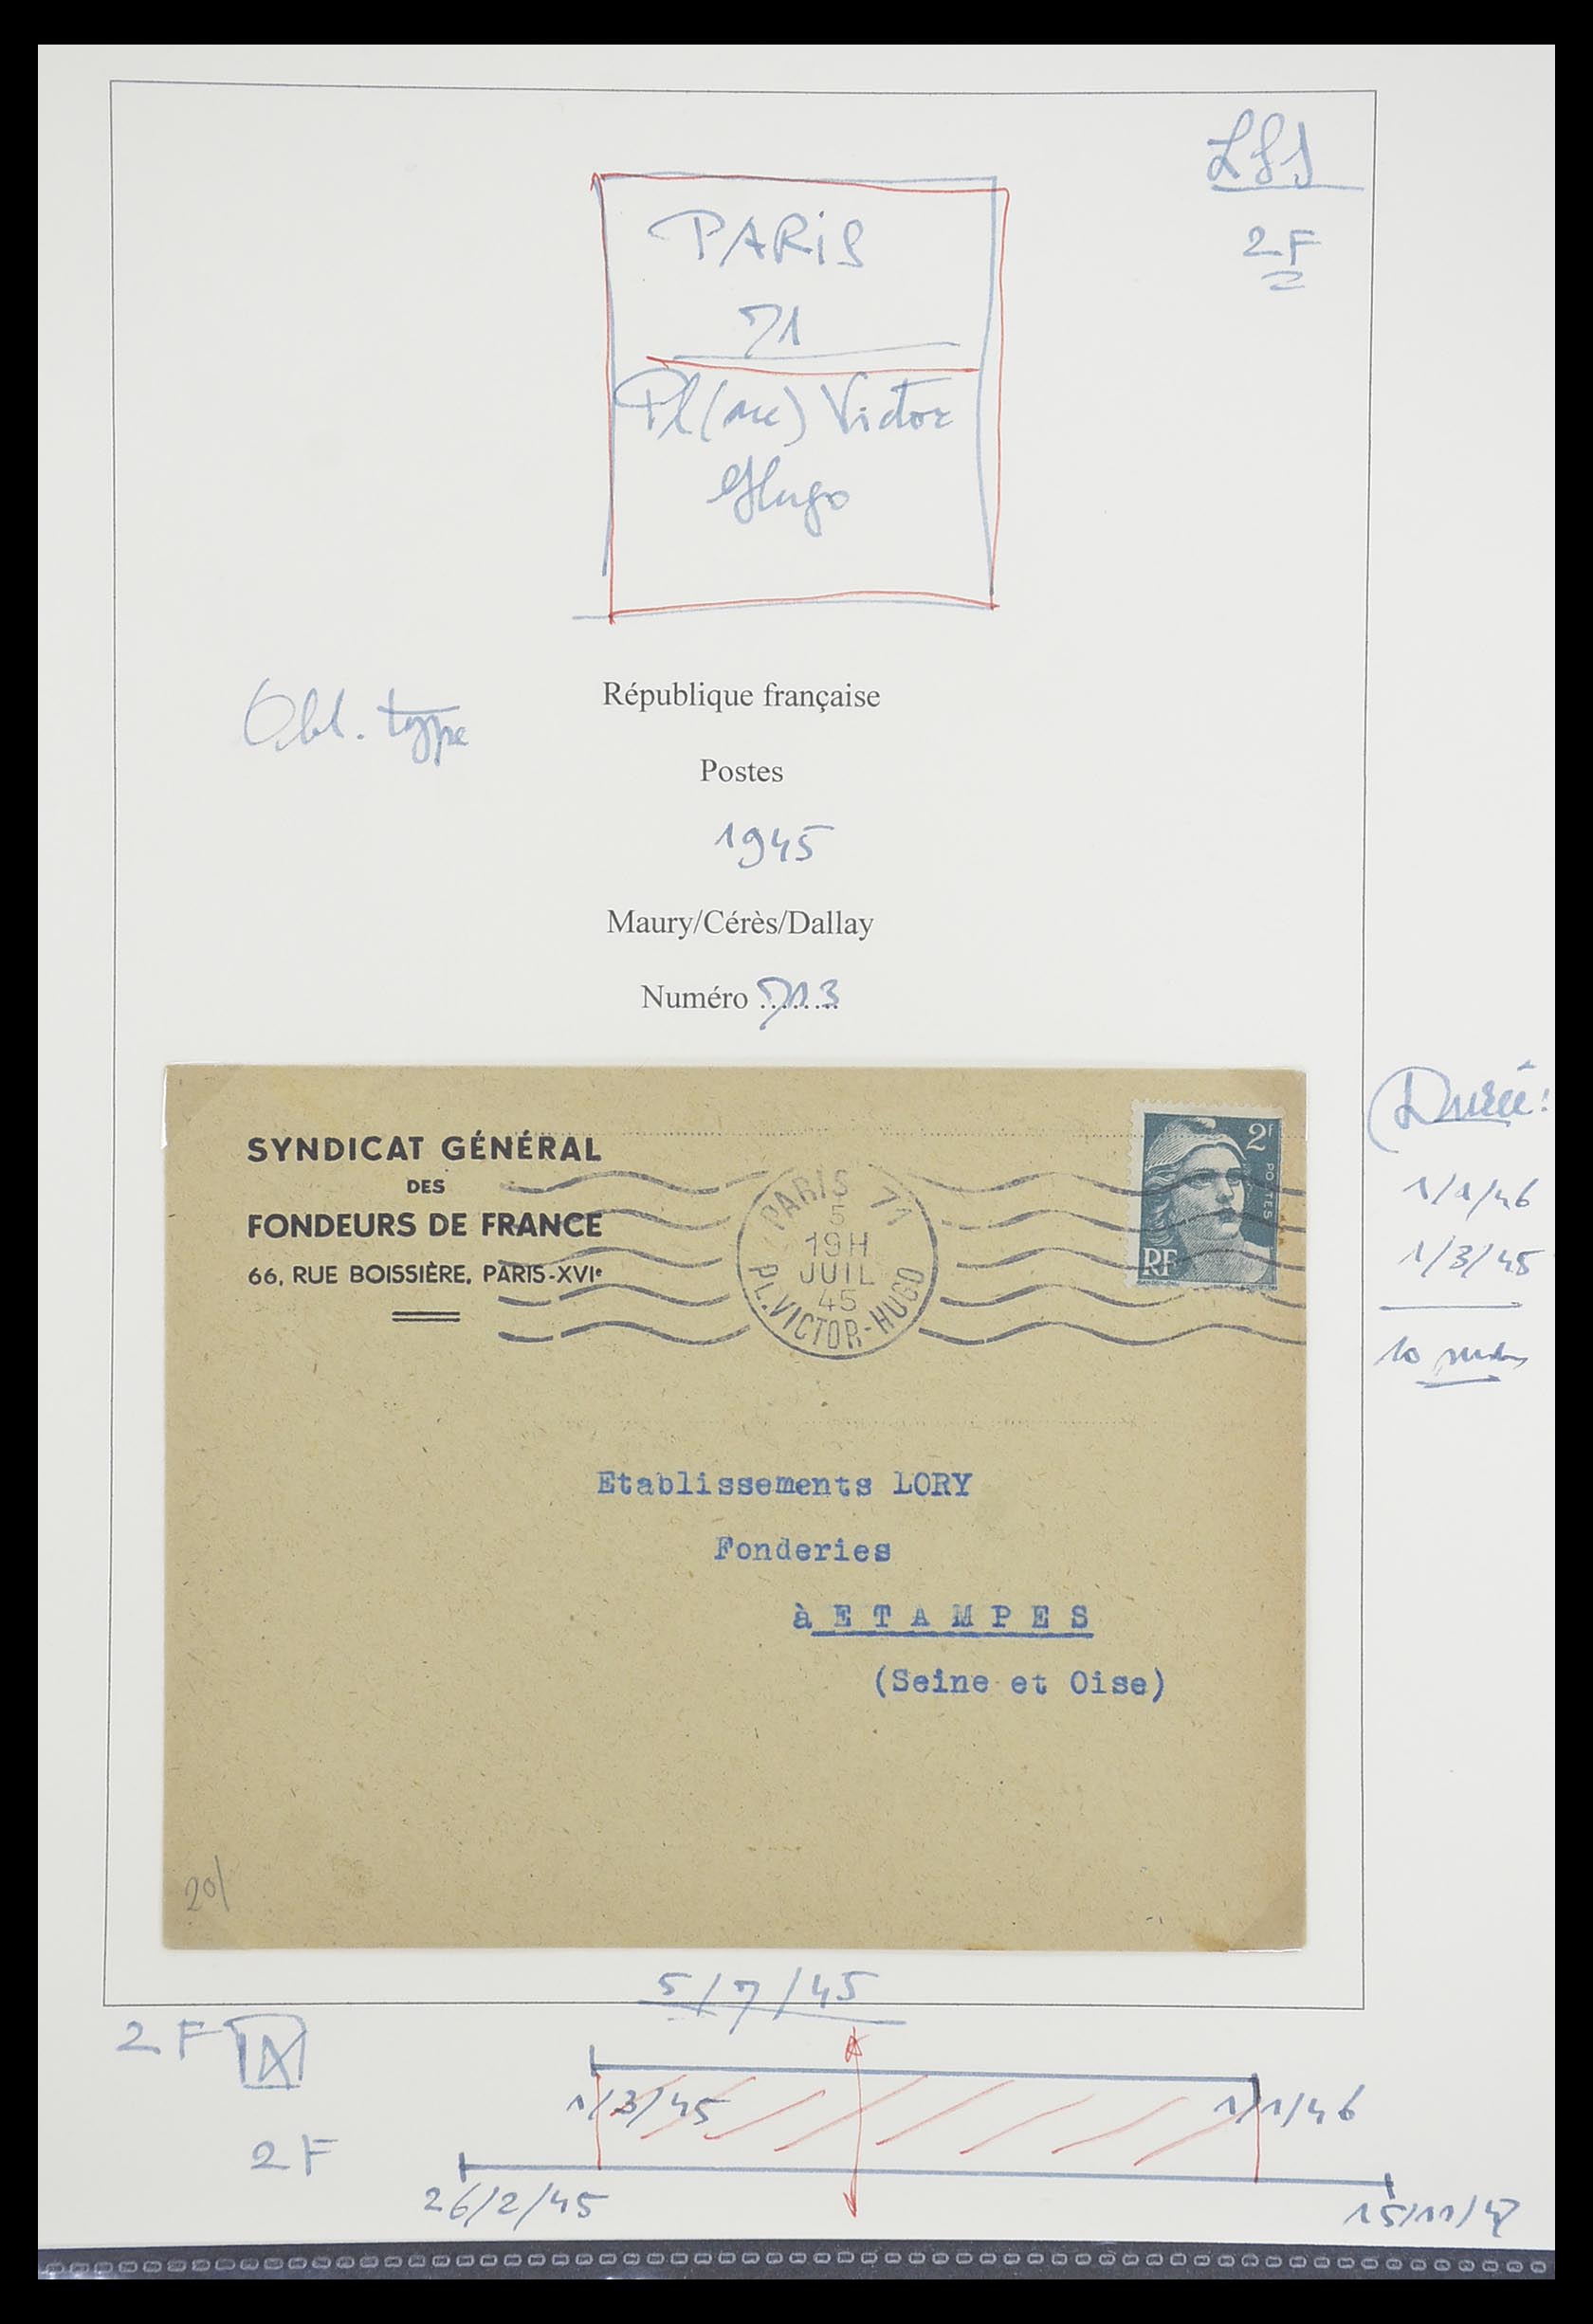 LSI
2F
PARIS
71
Pl(ace) Victor
Hugo
Obl. type
République française
Postes
1945
Maury/Cérès/Dallay
Numéro ........ 713
SYNDICAT GÉNÉRAL
DES
FONDEURS DE FRANCE
66, RUE BOISSIÈRE, PARIS-XVIe
PARIS 71
5
19H
JUIL
45
PL.VICTOR-HUGO
2f
POSTES
RF
Durée:
1/1/46
1/3/45
10 mois
Etablissements LORY
Fonderies
à E T A M P E S
(Seine et Oise)
20/
5/7/45
2F
1/3/45
1/1/46
2F
26/2/45
15/11/47